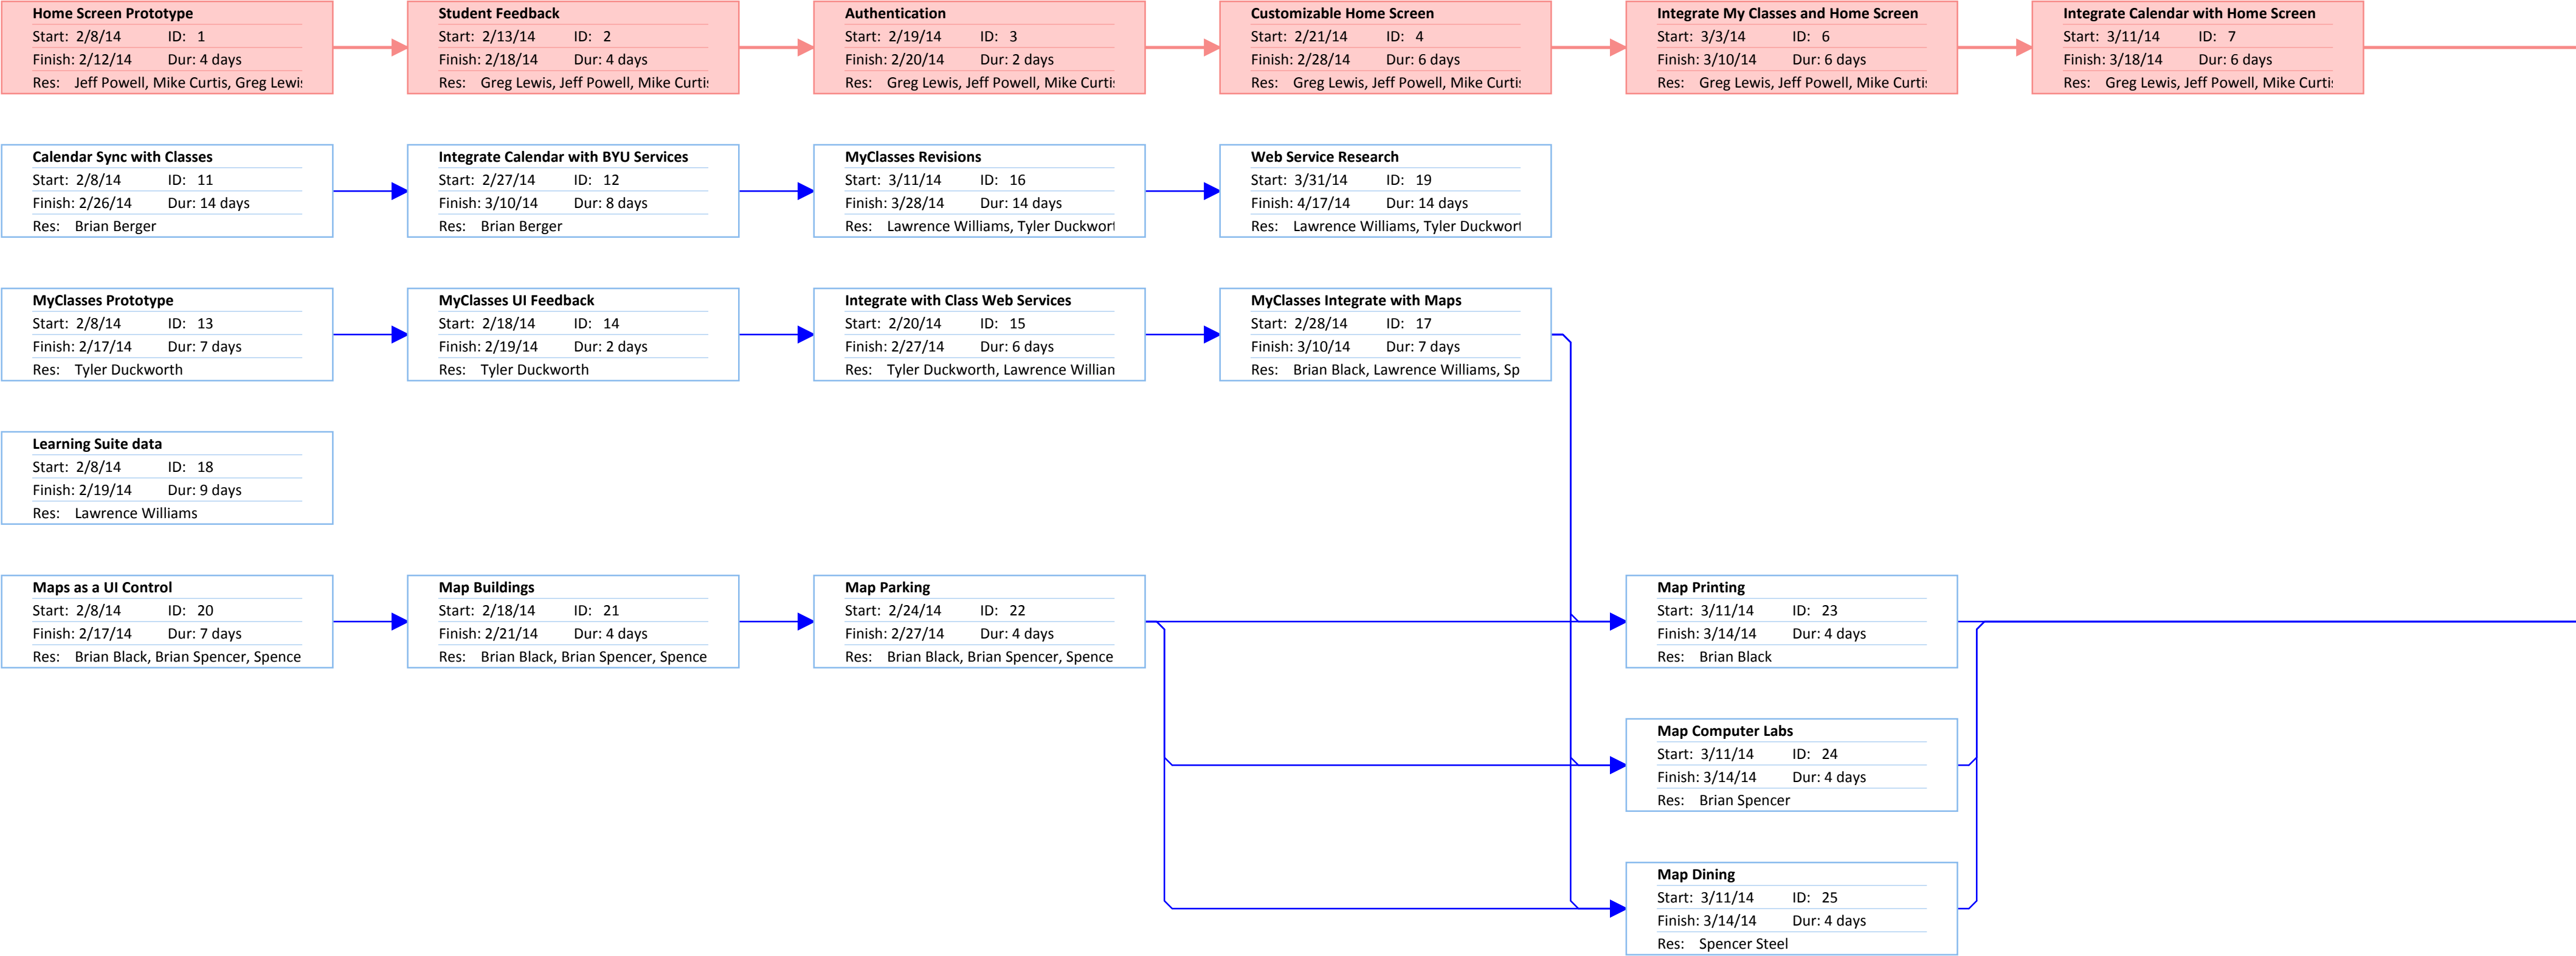 Home Screen Prototype
Start: 2/8/14 ID: 1
Finish: 2/12/14 Dur: 4 days
Res: Jeff Powell, Mike Curtis, Greg Lewis
Student Feedback
Start: 2/13/14 ID: 2
Finish: 2/18/14 Dur: 4 days
Res: Greg Lewis, Jeff Powell, Mike Curtis
Authentication
Start: 2/19/14 ID: 3
Finish: 2/20/14 Dur: 2 days
Res: Greg Lewis, Jeff Powell, Mike Curtis
Customizable Home Screen
Start: 2/21/14 ID: 4
Finish: 2/28/14 Dur: 6 days
Res: Greg Lewis, Jeff Powell, Mike Curtis
Integrate My Classes and Home Screen
Start: 3/3/14 ID: 6
Finish: 3/10/14 Dur: 6 days
Res: Greg Lewis, Jeff Powell, Mike Curtis
Integrate Calendar with Home Screen
Start: 3/11/14 ID: 7
Finish: 3/18/14 Dur: 6 days
Res: Greg Lewis, Jeff Powell, Mike Curtis
Calendar Sync with Classes
Start: 2/8/14 ID: 11
Finish: 2/26/14 Dur: 14 days
Res: Brian Berger
Integrate Calendar with BYU Services
Start: 2/27/14 ID: 12
Finish: 3/10/14 Dur: 8 days
Res: Brian Berger
MyClasses Revisions
Start: 3/11/14 ID: 16
Finish: 3/28/14 Dur: 14 days
Res: Lawrence Williams, Tyler Duckwort
Web Service Research
Start: 3/31/14 ID: 19
Finish: 4/17/14 Dur: 14 days
Res: Lawrence Williams, Tyler Duckwort
MyClasses Prototype
Start: 2/8/14 ID: 13
Finish: 2/17/14 Dur: 7 days
Res: Tyler Duckworth
MyClasses UI Feedback
Start: 2/18/14 ID: 14
Finish: 2/19/14 Dur: 2 days
Res: Tyler Duckworth
Integrate with Class Web Services
Start: 2/20/14 ID: 15
Finish: 2/27/14 Dur: 6 days
Res: Tyler Duckworth, Lawrence Willian
MyClasses Integrate with Maps
Start: 2/28/14 ID: 17
Finish: 3/10/14 Dur: 7 days
Res: Brian Black, Lawrence Williams, Sp
Learning Suite data
Start: 2/8/14 ID: 18
Finish: 2/19/14 Dur: 9 days
Res: Lawrence Williams
Maps as a UI Control
Start: 2/8/14 ID: 20
Finish: 2/17/14 Dur: 7 days
Res: Brian Black, Brian Spencer, Spence
Map Buildings
Start: 2/18/14 ID: 21
Finish: 2/21/14 Dur: 4 days
Res: Brian Black, Brian Spencer, Spence
Map Parking
Start: 2/24/14 ID: 22
Finish: 2/27/14 Dur: 4 days
Res: Brian Black, Brian Spencer, Spence
Map Printing
Start: 3/11/14 ID: 23
Finish: 3/14/14 Dur: 4 days
Res: Brian Black
Map Computer Labs
Start: 3/11/14 ID: 24
Finish: 3/14/14 Dur: 4 days
Res: Brian Spencer
Map Dining
Start: 3/11/14 ID: 25
Finish: 3/14/14 Dur: 4 days
Res: Spencer Steel